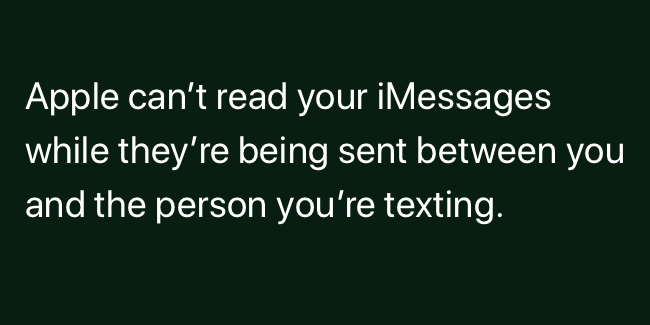 Apple can’t read your iMessages
while they’re being sent between you
and the person you’re texting.